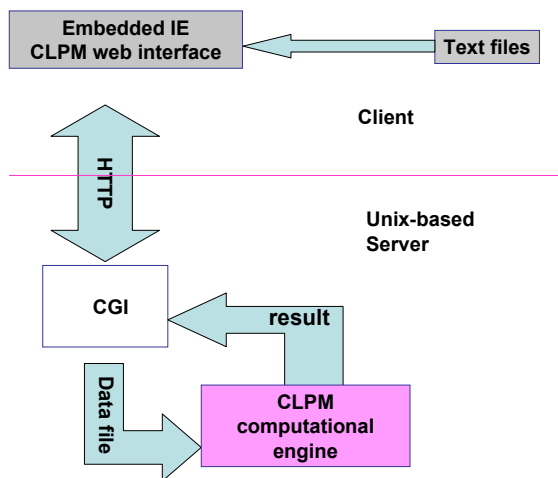 Embedded IE
CLPM web interface
Text files
Client
HTTP
Unix-based
Server
CGI
result
Data file
CLPM
computational
engine